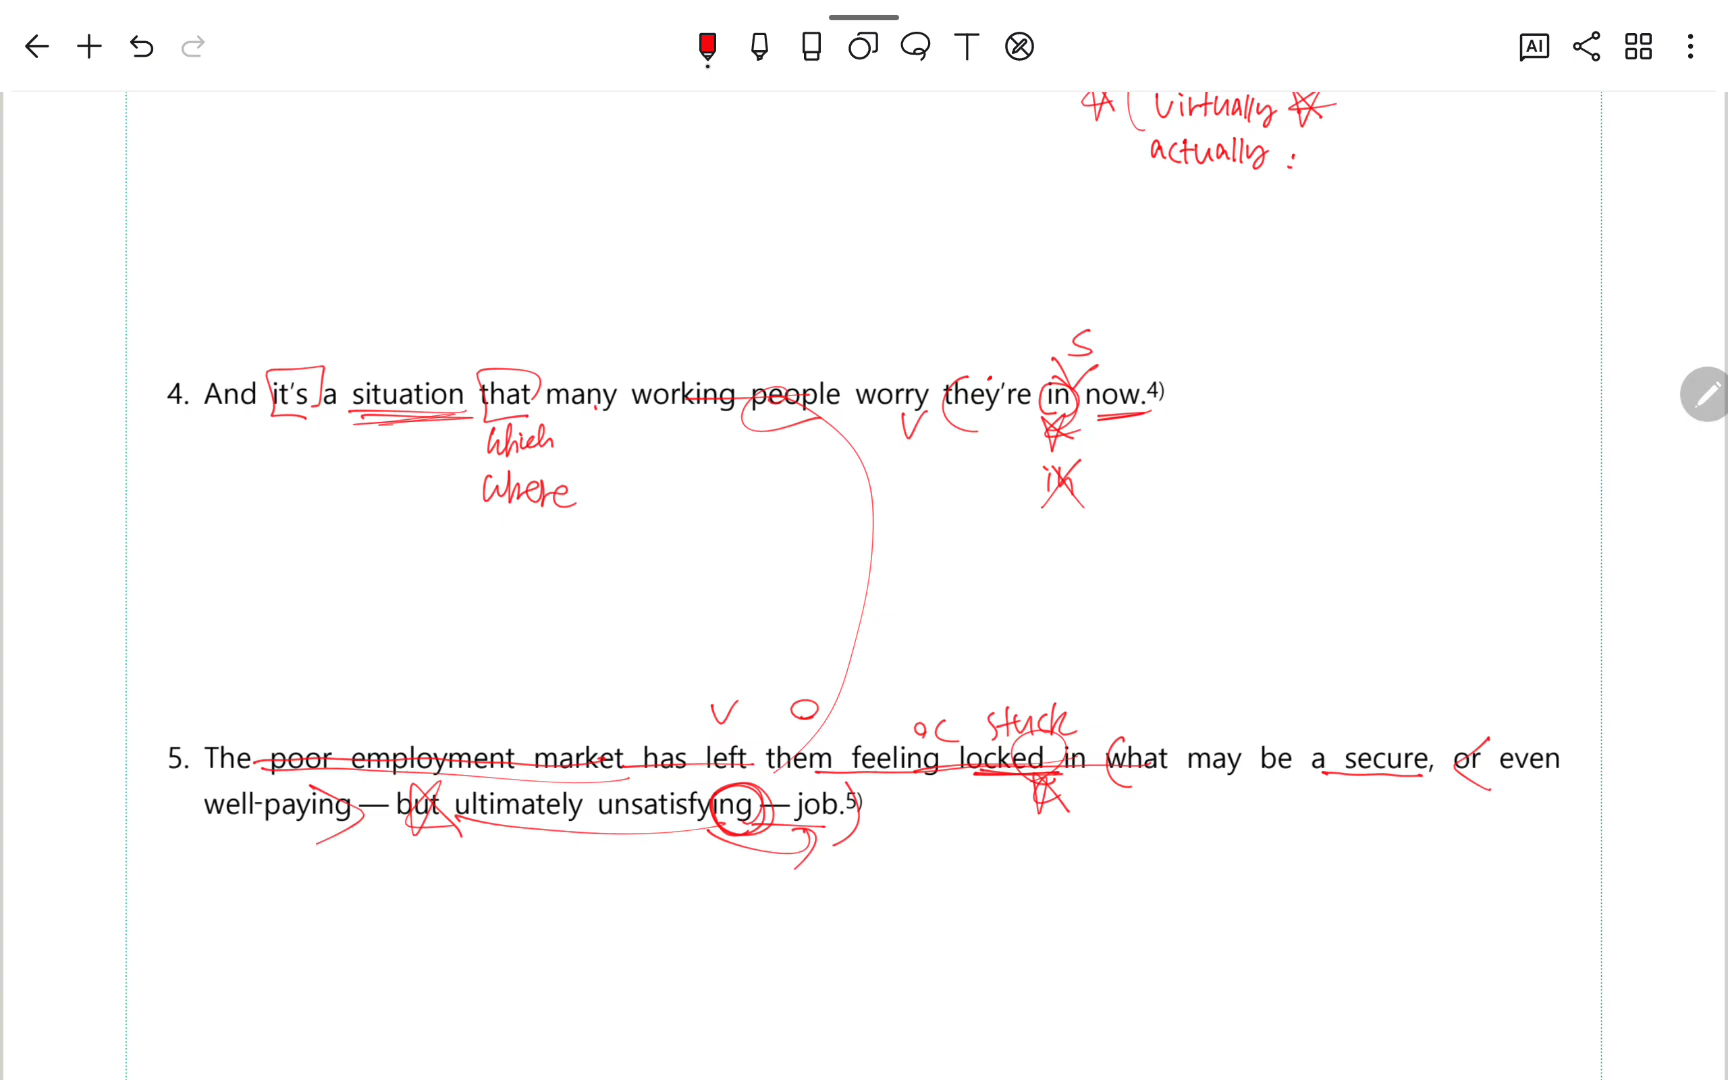 AI
virtually
actually :
S
4. And it's a situation that many working people worry they're in now.4)
V
which
where
in
V O OC stuck
5. The poor employment market has left them feeling locked in what may be a secure, or even
well-paying — but ultimately unsatisfying — job.5)